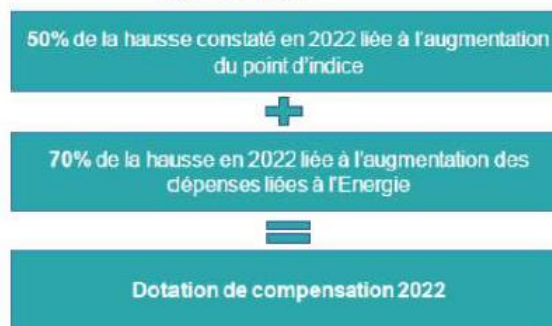 50% de la hausse constaté en 2022 liée à l'augmentation
du point d'indice
70% de la hausse en 2022 liée à l'augmentation des
dépenses liées à l'Energie
Dotation de compensation 2022